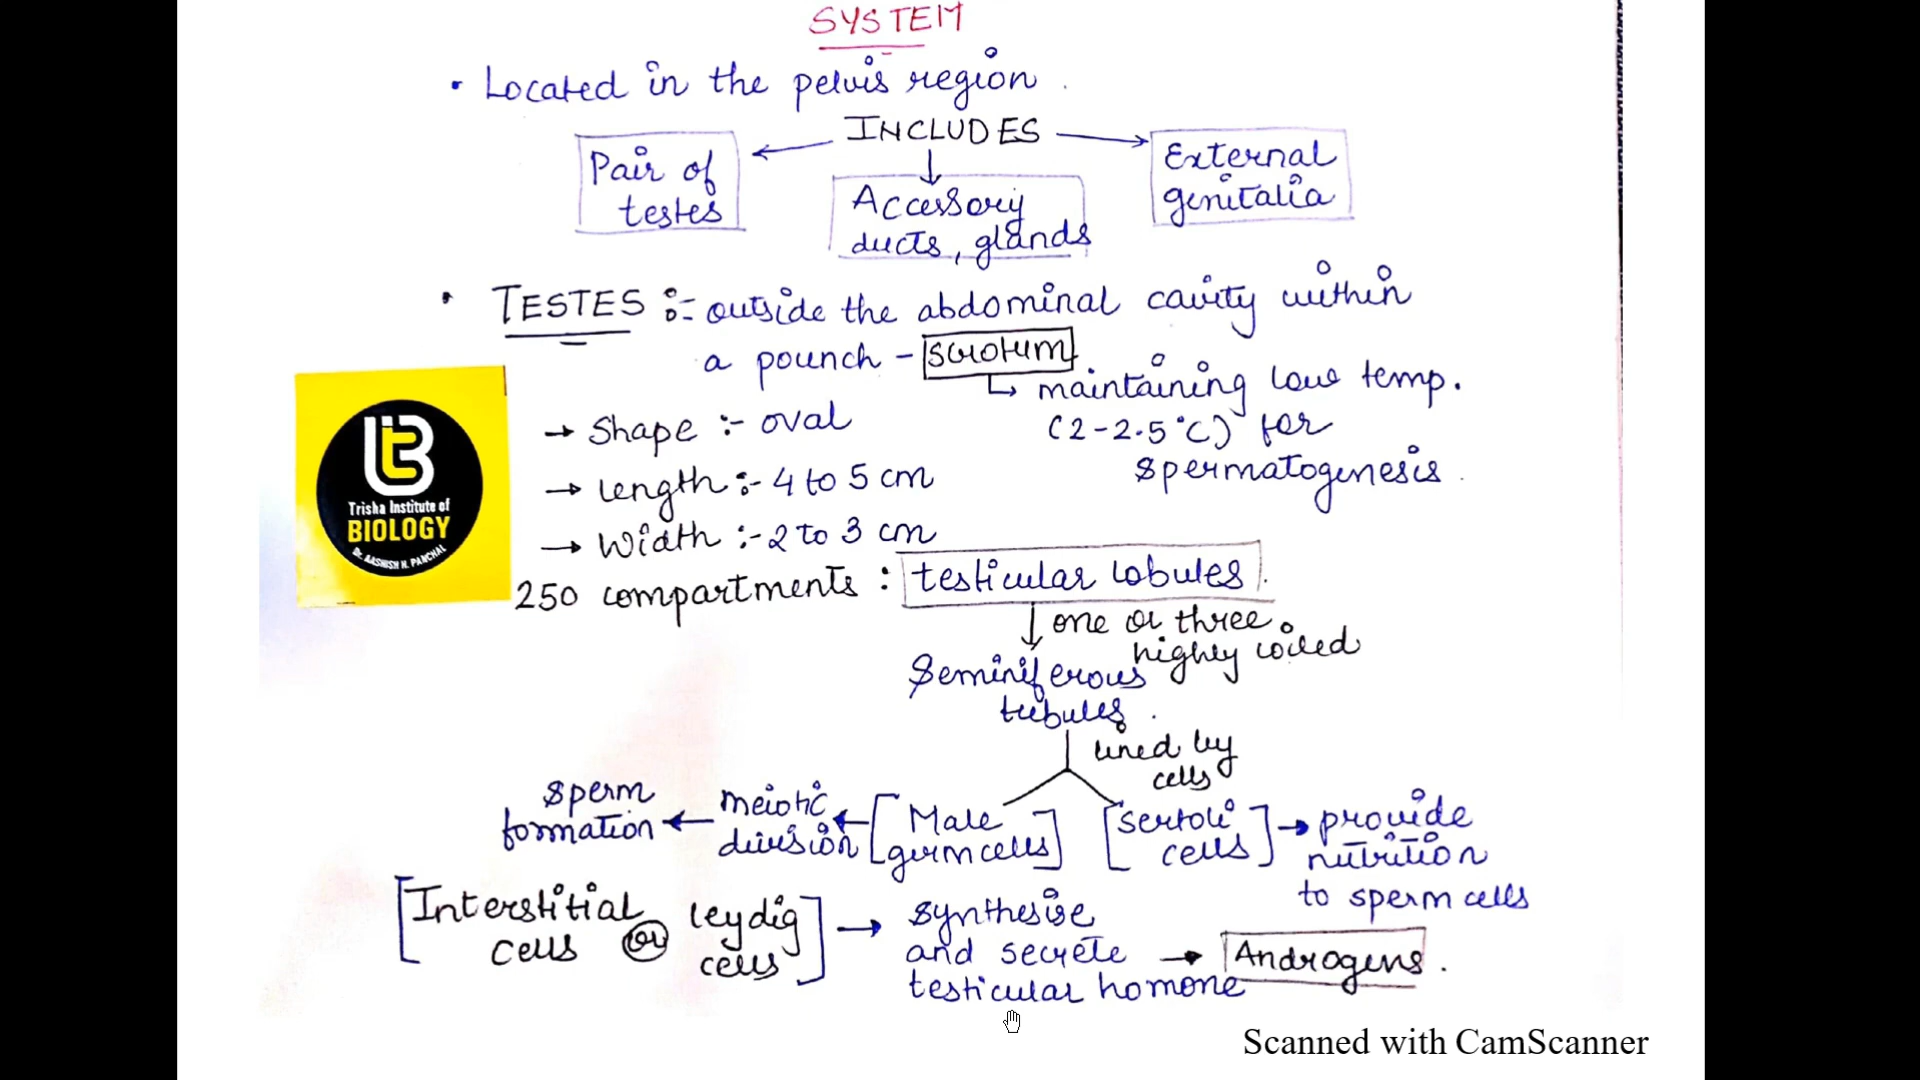 SYSTEM
• Located in the pelvis region.
INCLUDES
Pair of
testes
Accessory
ducts, glands
External
genitalia
• TESTES :- outside the abdominal cavity within
a pounch - scrotum
↳ maintaining low temp.
(2-2.5°C) for
spermatogenesis.
→ Shape :- oval
→ Length :- 4 to 5 cm
→ Width :- 2 to 3 cm
250 compartments : testicular lobules.
one or three.
highly coiled
Seminiferous
tubules.
lined by
cells
sperm
formation
meiotic
division
[Male
germ cells]
[sertoli
cells]
→ provide
nutrition
to sperm cells
[Interstitial
cells or leydig
cells]
→ synthesise
and secrete
testicular homone
→ Androgens.
Trisha Institute of
BIOLOGY
Dr. AASHISH H. PANCHAL
Scanned with CamScanner